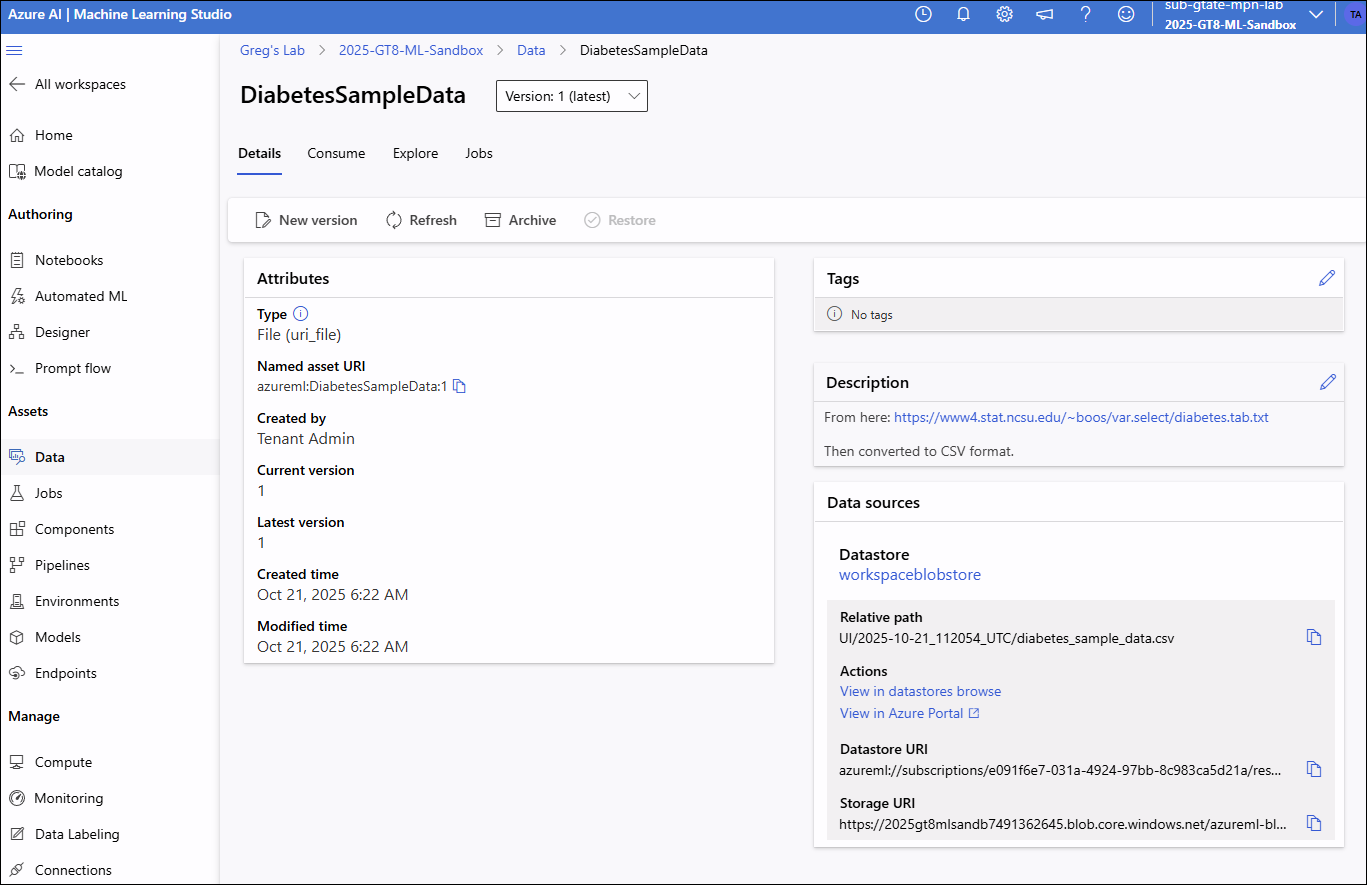 Azure AI | Machine Learning Studio
sub-gtate-mpn-lab
2025-GT8-ML-Sandbox
TA
All workspaces
Home
Model catalog
Authoring
Notebooks
Automated ML
Designer
Prompt flow
Assets
Data
Jobs
Components
Pipelines
Environments
Models
Endpoints
Manage
Compute
Monitoring
Data Labeling
Connections
Greg's Lab > 2025-GT8-ML-Sandbox > Data > DiabetesSampleData
DiabetesSampleData
Version: 1 (latest)
Details Consume Explore Jobs
New version Refresh Archive Restore
Attributes
Type
File (uri_file)
Named asset URI
azureml:DiabetesSampleData:1
Created by
Tenant Admin
Current version
1
Latest version
1
Created time
Oct 21, 2025 6:22 AM
Modified time
Oct 21, 2025 6:22 AM
Tags
No tags
Description
From here: https://www4.stat.ncsu.edu/~boos/var.select/diabetes.tab.txt
Then converted to CSV format.
Data sources
Datastore
workspaceblobstore
Relative path
UI/2025-10-21_112054_UTC/diabetes_sample_data.csv
Actions
View in datastores browse
View in Azure Portal
Datastore URI
azureml://subscriptions/e091f6e7-031a-4924-97bb-8c983ca5d21a/res...
Storage URI
https://2025gt8mlsandb7491362645.blob.core.windows.net/azureml-bl...